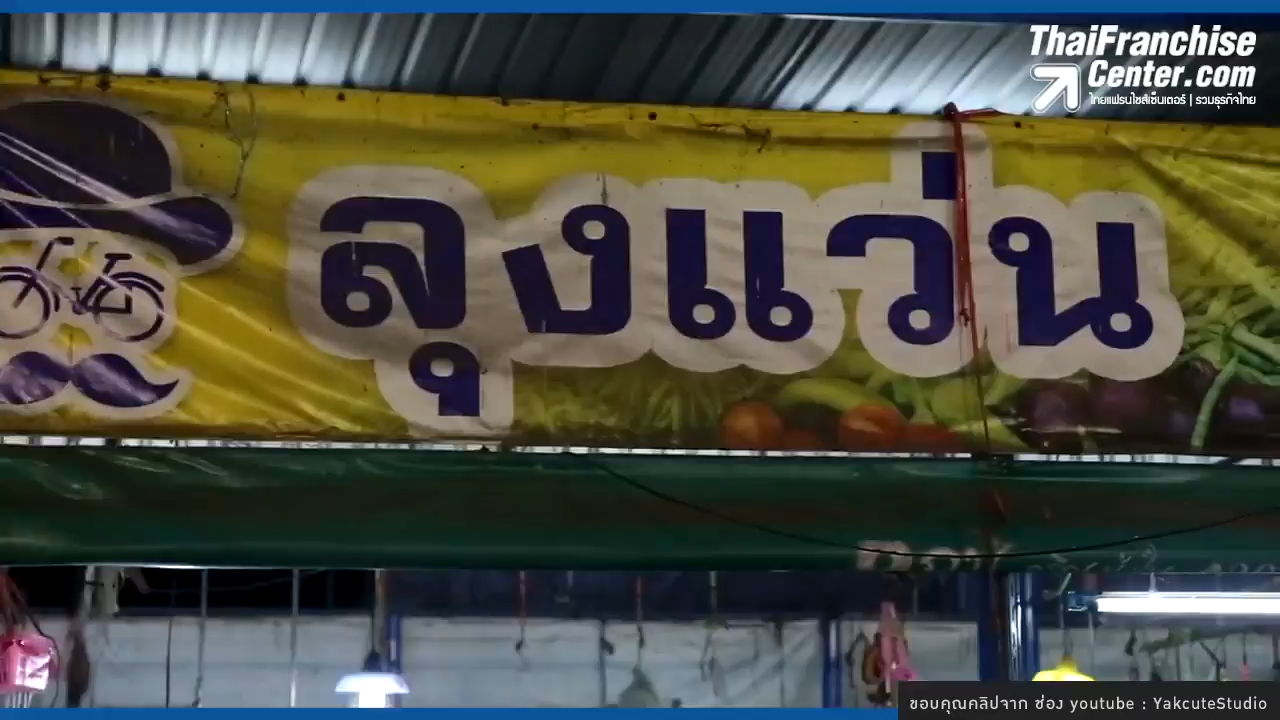 ThaiFranchise
Center.com
ไทยแฟรนไชส์เซ็นเตอร์ | รวมธุรกิจไทย
ลุงแว่น
ขอบคุณคลิปจาก ช่อง youtube : YakcuteStudio